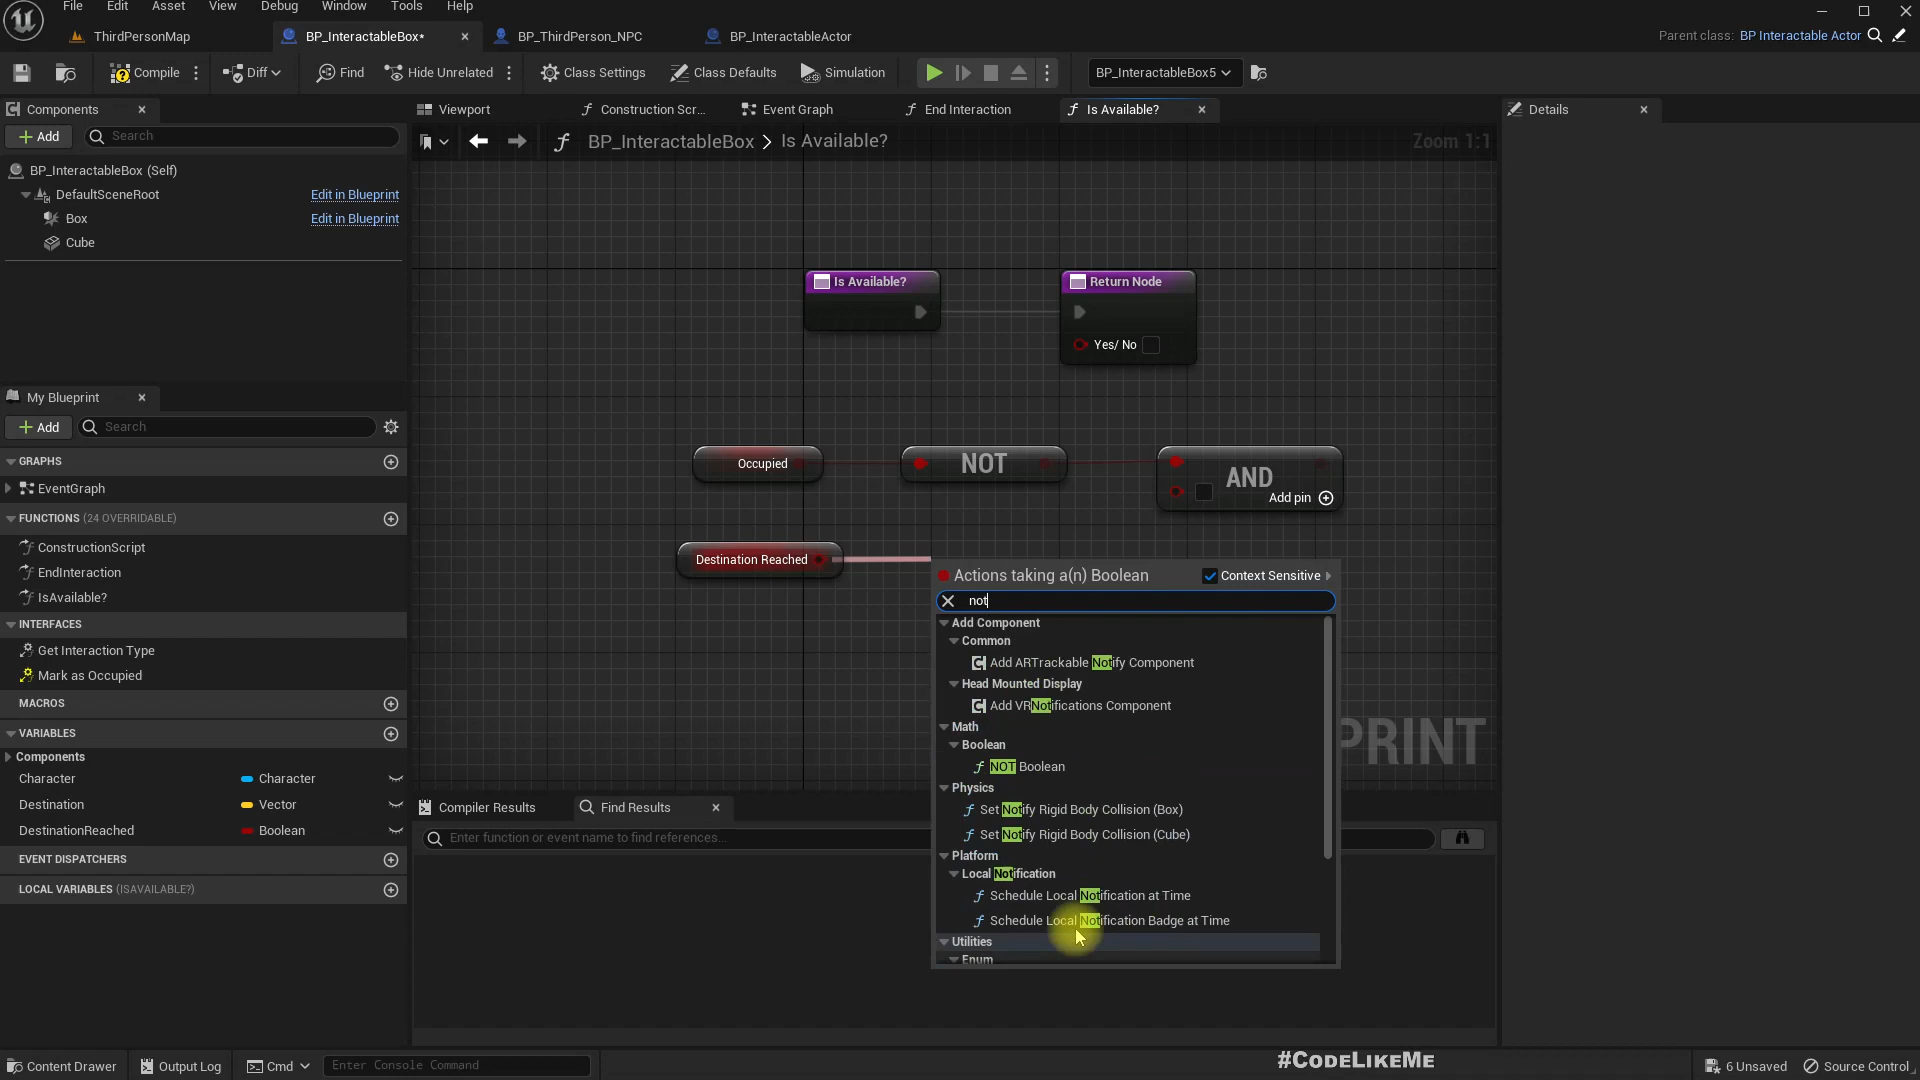 File Edit Asset View Debug Window Tools Help
ThirdPersonMap BP_InteractableBox* BP_ThirdPerson_NPC BP_InteractableActor Parent class: BP Interactable Actor
Compile Diff Find Hide Unrelated Class Settings Class Defaults Simulation BP_InteractableBox5
Components Viewport Construction Scr... Event Graph End Interaction Is Available? Details
Add Search BP_InteractableBox > Is Available? Zoom 1:1
BP_InteractableBox (Self)
DefaultSceneRoot Edit in Blueprint
Box Edit in Blueprint
Cube
Is Available? Return Node
Yes/ No
My Blueprint
Add Search
GRAPHS
EventGraph
FUNCTIONS (24 OVERRIDABLE)
ConstructionScript
EndInteraction
IsAvailable?
INTERFACES
Get Interaction Type
Mark as Occupied
MACROS
VARIABLES
Components
Character Character
Destination Vector
DestinationReached Boolean
EVENT DISPATCHERS
LOCAL VARIABLES (ISAVAILABLE?)
Occupied NOT AND
Add pin
Destination Reached
Actions taking a(n) Boolean Context Sensitive
not
Add Component
Common
Add ARTrackable Notify Component
Head Mounted Display
Add VRNotifications Component
Math
Boolean
NOT Boolean
Physics
Set Notify Rigid Body Collision (Box)
Set Notify Rigid Body Collision (Cube)
Platform
Local Notification
Schedule Local Notification at Time
Schedule Local Notification Badge at Time
Utilities
Enum
PRINT
Compiler Results Find Results
Enter function or event name to find references...
Content Drawer Output Log Cmd Enter Console Command #CODELIKEME 6 Unsaved Source Control